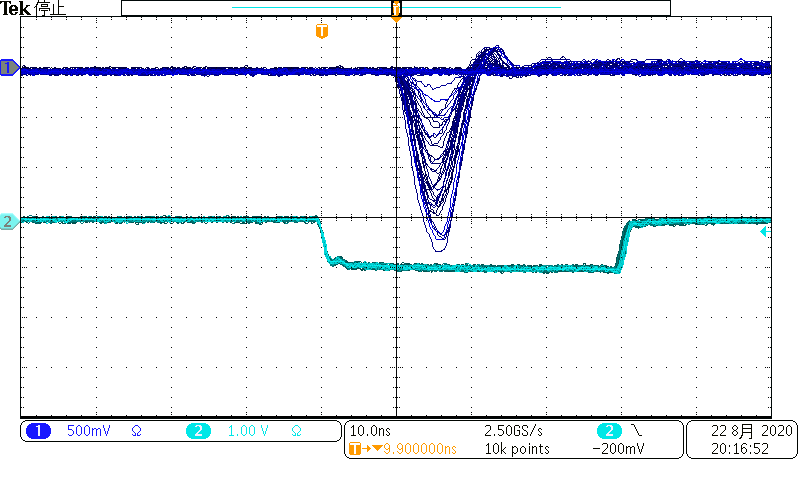 Tek 停止
T
1
2
1 500mV Ω 2 1.00 V Ω
10.0ns 2.50GS/s 2
T→▼9.900000ns 10k points −200mV
22 8月 2020
20:16:52